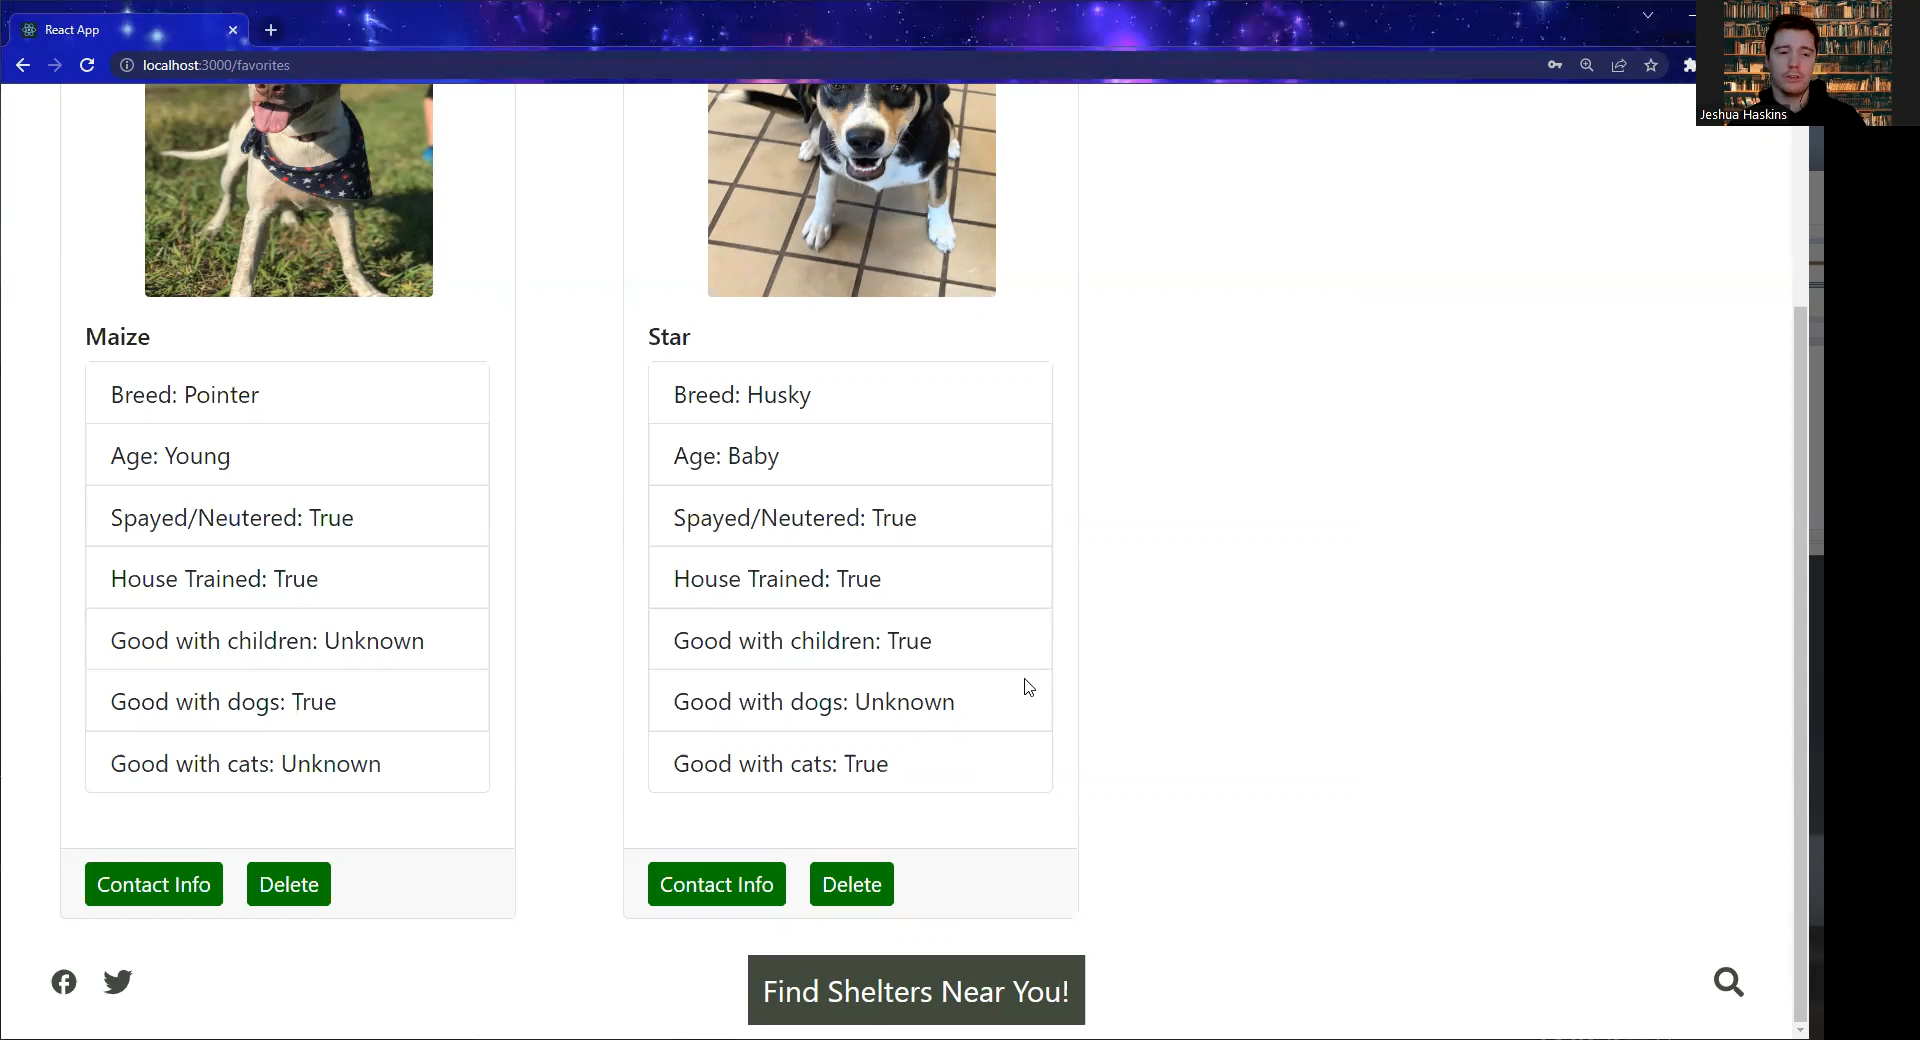 React App
localhost:3000/favorites
Jeshua Haskins
Maize
Breed: Pointer
Age: Young
Spayed/Neutered: True
House Trained: True
Good with children: Unknown
Good with dogs: True
Good with cats: Unknown
Contact Info
Delete
Star
Breed: Husky
Age: Baby
Spayed/Neutered: True
House Trained: True
Good with children: True
Good with dogs: Unknown
Good with cats: True
Contact Info
Delete
Find Shelters Near You!